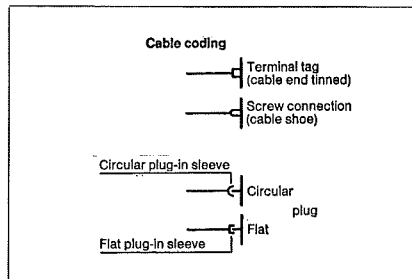 Cable coding
Terminal tag
(cable end tinned)
Screw connection
(cable shoe)
Circular plug-in sleeve
Circular
plug
Flat
Flat plug-in sleeve